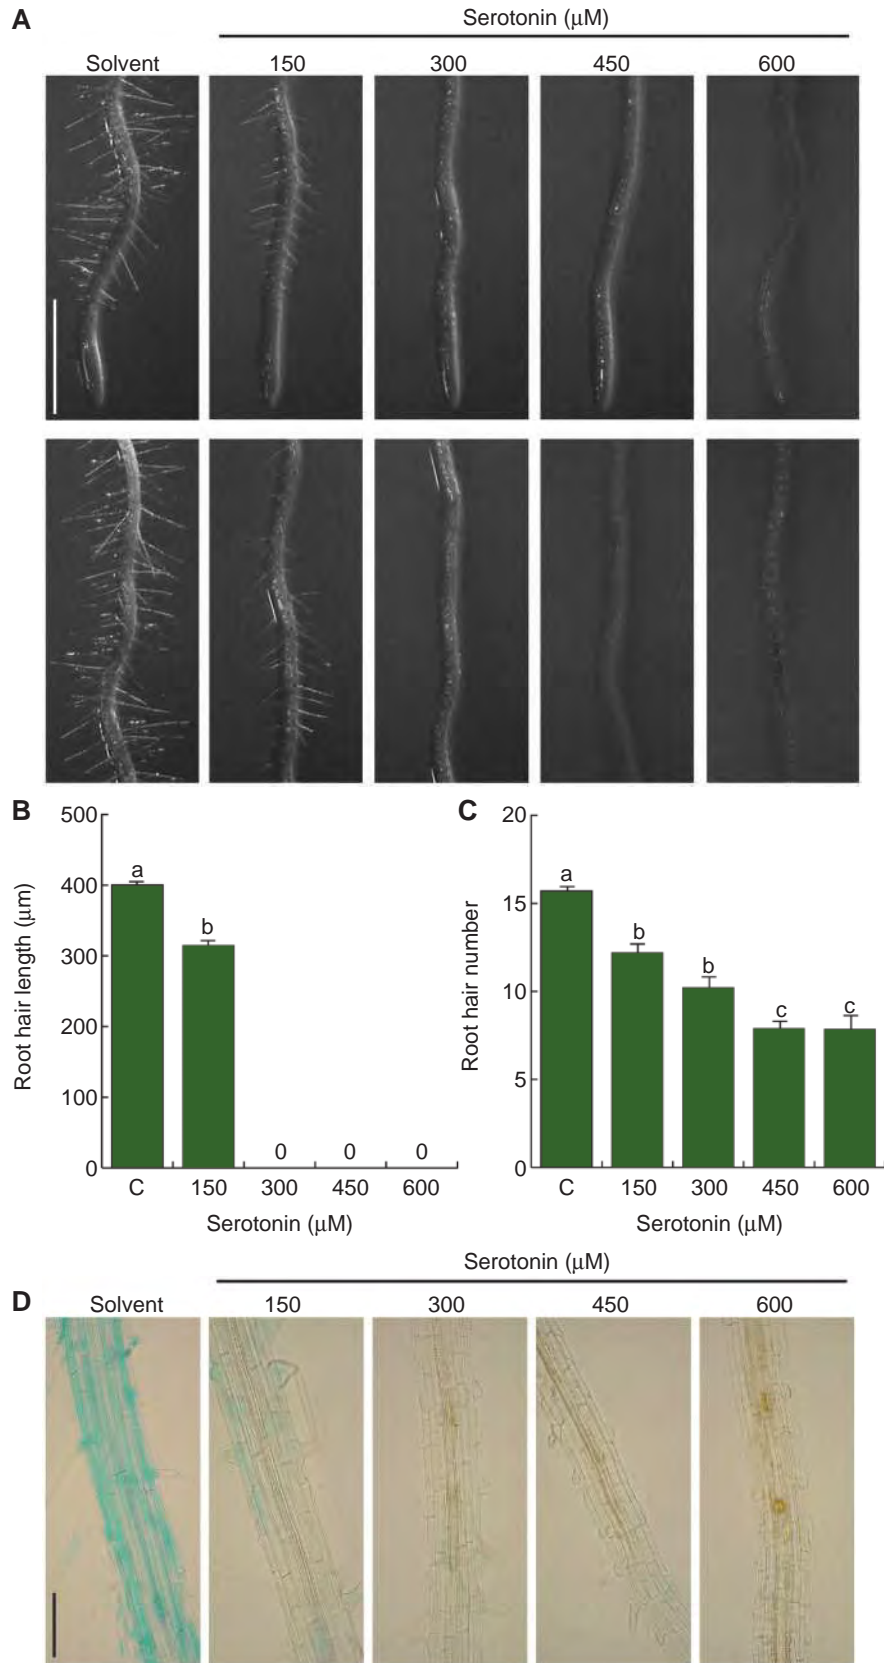 A
Serotonin (μM)
Solvent 150 300 450 600
B
500
400
300
200
100
0
Root hair length (μm)
a
b
0 0 0
C 150 300 450 600
Serotonin (μM)
C
20
15
10
5
0
Root hair number
a
b
b
c
c
C 150 300 450 600
Serotonin (μM)
D
Serotonin (μM)
Solvent 150 300 450 600